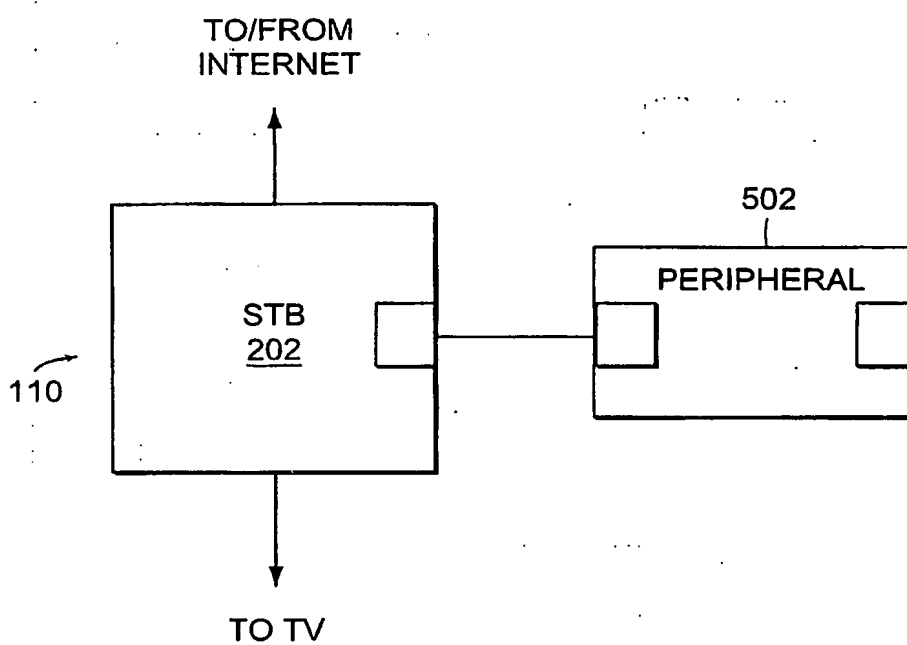 TO/FROM
INTERNET
502
PERIPHERAL
STB
202
110
TO TV